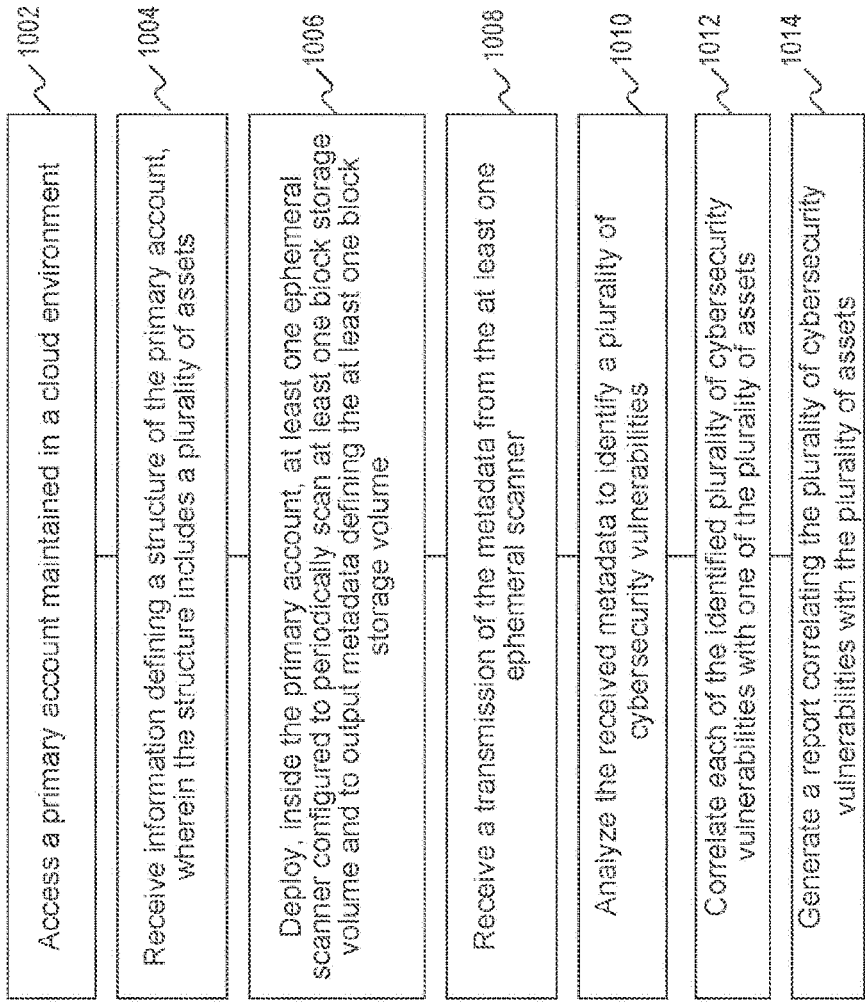 Access a primary account maintained in a cloud environment
1002
Receive information defining a structure of the primary account,
wherein the structure includes a plurality of assets
1004
Deploy, inside the primary account, at least one ephemeral
scanner configured to periodically scan at least one block storage
volume and to output metadata defining the at least one block
storage volume
1006
Receive a transmission of the metadata from the at least one
ephemeral scanner
1008
Analyze the received metadata to identify a plurality of
cybersecurity vulnerabilities
1010
Correlate each of the identified plurality of cybersecurity
vulnerabilities with one of the plurality of assets
1012
Generate a report correlating the plurality of cybersecurity
vulnerabilities with the plurality of assets
1014